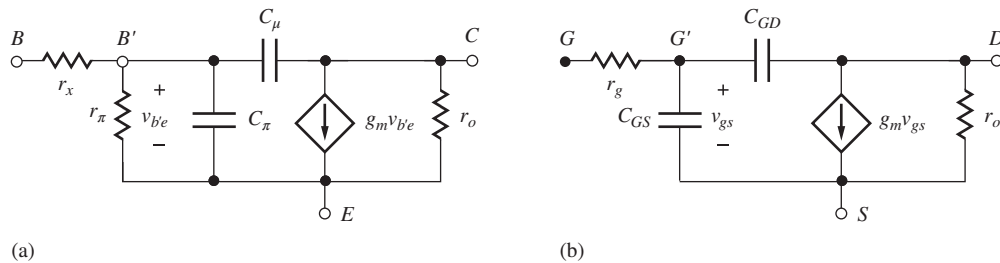 B
r_x
B′
r_π
+
v_b′e
−
C_π
C_μ
g_m v_b′e
r_o
C
E
(a)
G
r_g
G′
C_GS
+
v_gs
−
C_GD
g_m v_gs
r_o
D
S
(b)